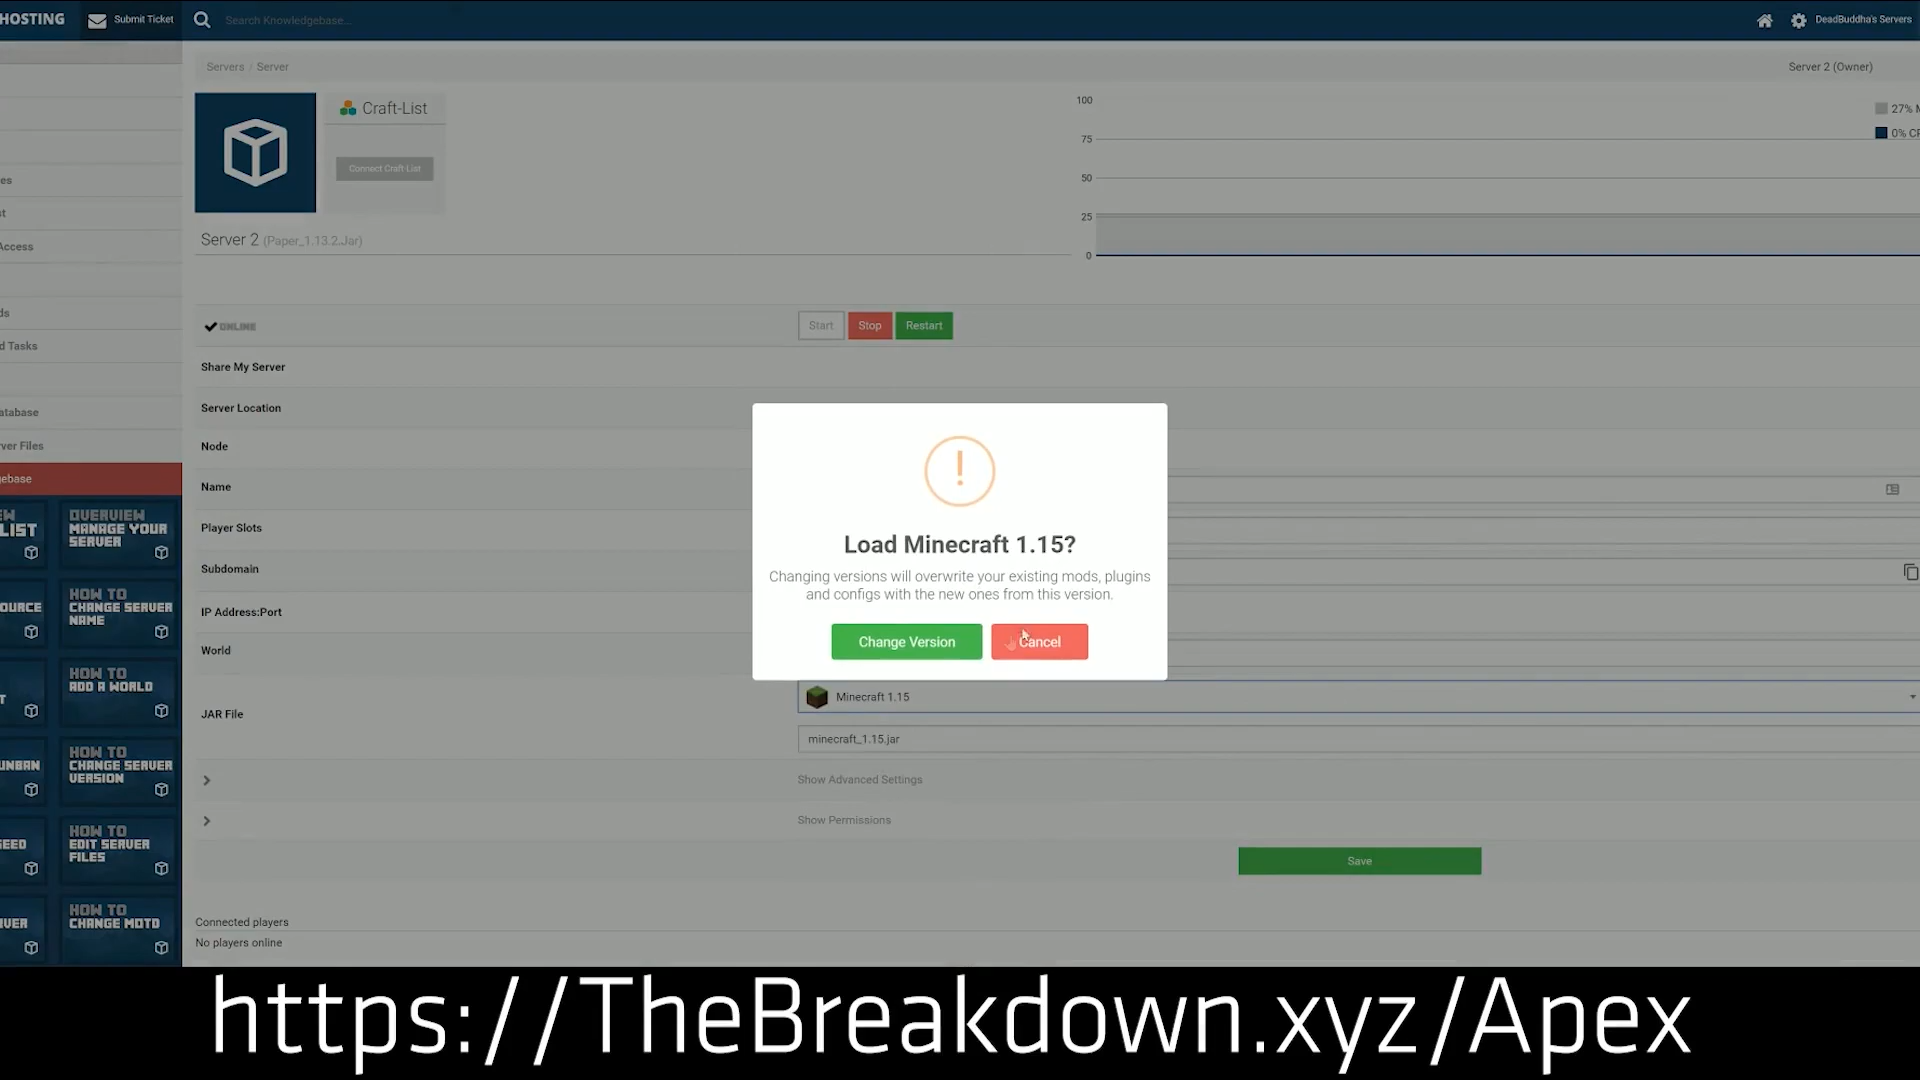 HOSTING
Submit Ticket
Search Knowledgebase...
DeadBuddha's Servers
Servers / Server
Server 2 (Owner)
Craft-List
Connect Craft List
100
75
50
25
0
27% M
0% CP
Server 2 (Paper_1.13.2.Jar)
ONLINE
Start
Stop
Restart
Share My Server
Server Location
Node
Name
Player Slots
Subdomain
IP Address:Port
World
JAR File
Load Minecraft 1.15?
Changing versions will overwrite your existing mods, plugins
and configs with the new ones from this version.
Change Version
Cancel
Minecraft 1.15
minecraft_1.15.jar
Show Advanced Settings
Show Permissions
Save
Connected players
No players online
es
st
Access
ds
d Tasks
atabase
ver Files
gebase
EW
LIST
OVERVIEW
MANAGE YOUR
SERVER
OURCE
HOW TO
CHANGE SERVER
NAME
T
HOW TO
ADD A WORLD
UNBAN
HOW TO
CHANGE SERVER
VERSION
SEED
HOW TO
EDIT SERVER
FILES
VER
HOW TO
CHANGE MOTD
https://TheBreakdown.xyz/Apex